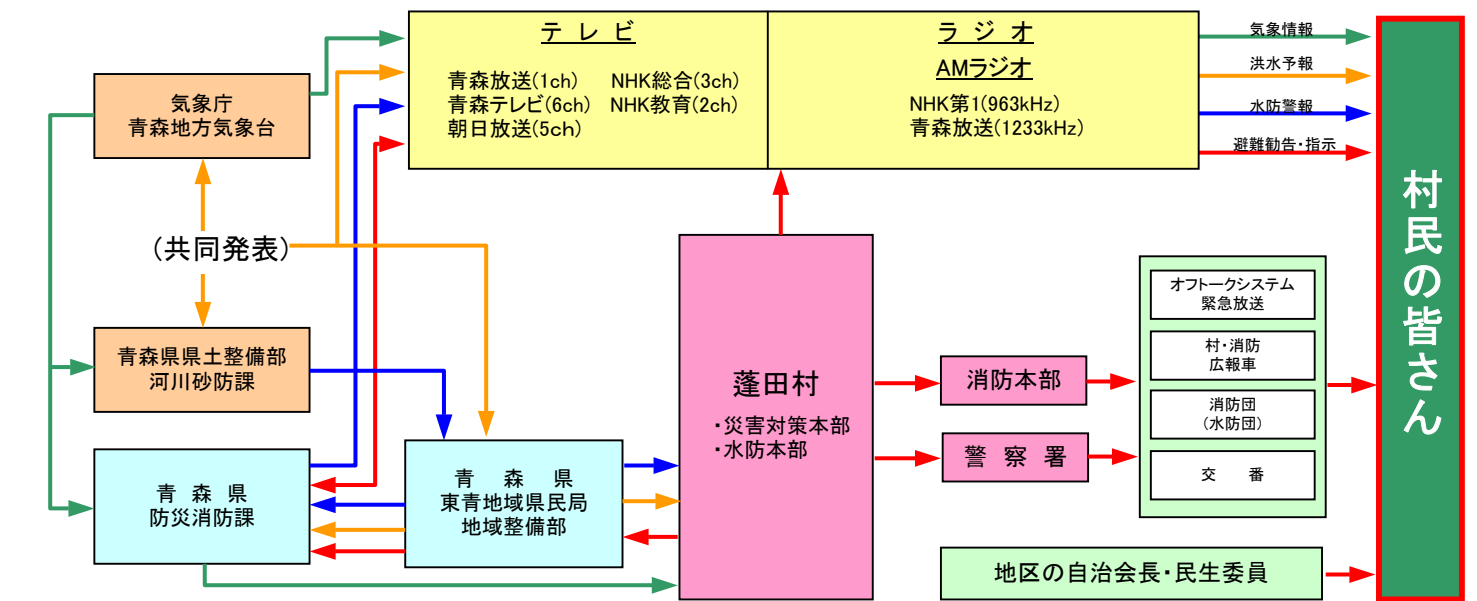 テ レ ビ
青森放送(1ch) NHK総合(3ch)
青森テレビ(6ch) NHK教育(2ch)
朝日放送(5ch)
ラ ジ オ
AMラジオ
NHK第1(963kHz)
青森放送(1233kHz)
気象情報
洪水予報
水防警報
避難勧告・指示
村民の皆さん
気象庁
青森地方気象台
(共同発表)
青森県県土整備部
河川砂防課
青 森 県
防災消防課
青 森 県
東青地域県民局
地域整備部
蓬田村
・災害対策本部
・水防本部
消防本部
警 察 署
オフトークシステム
緊急放送
村・消防
広報車
消防団
(水防団)
交 番
地区の自治会長・民生委員